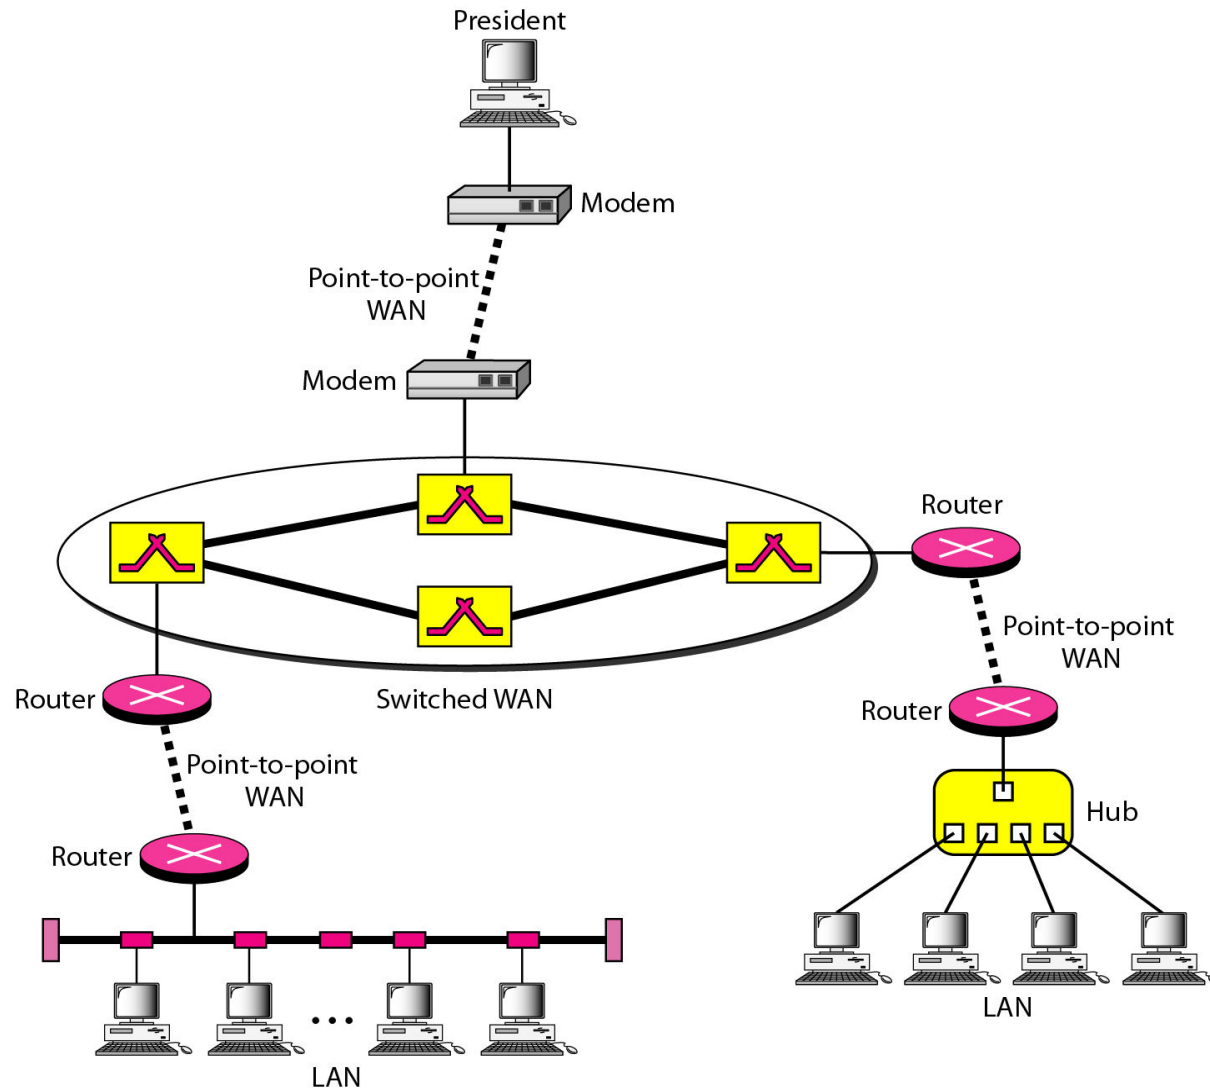 President
Modem
Point-to-point
WAN
Modem
Router
Point-to-point
WAN
Router
Switched WAN
Router
Point-to-point
WAN
Hub
Router
LAN
LAN